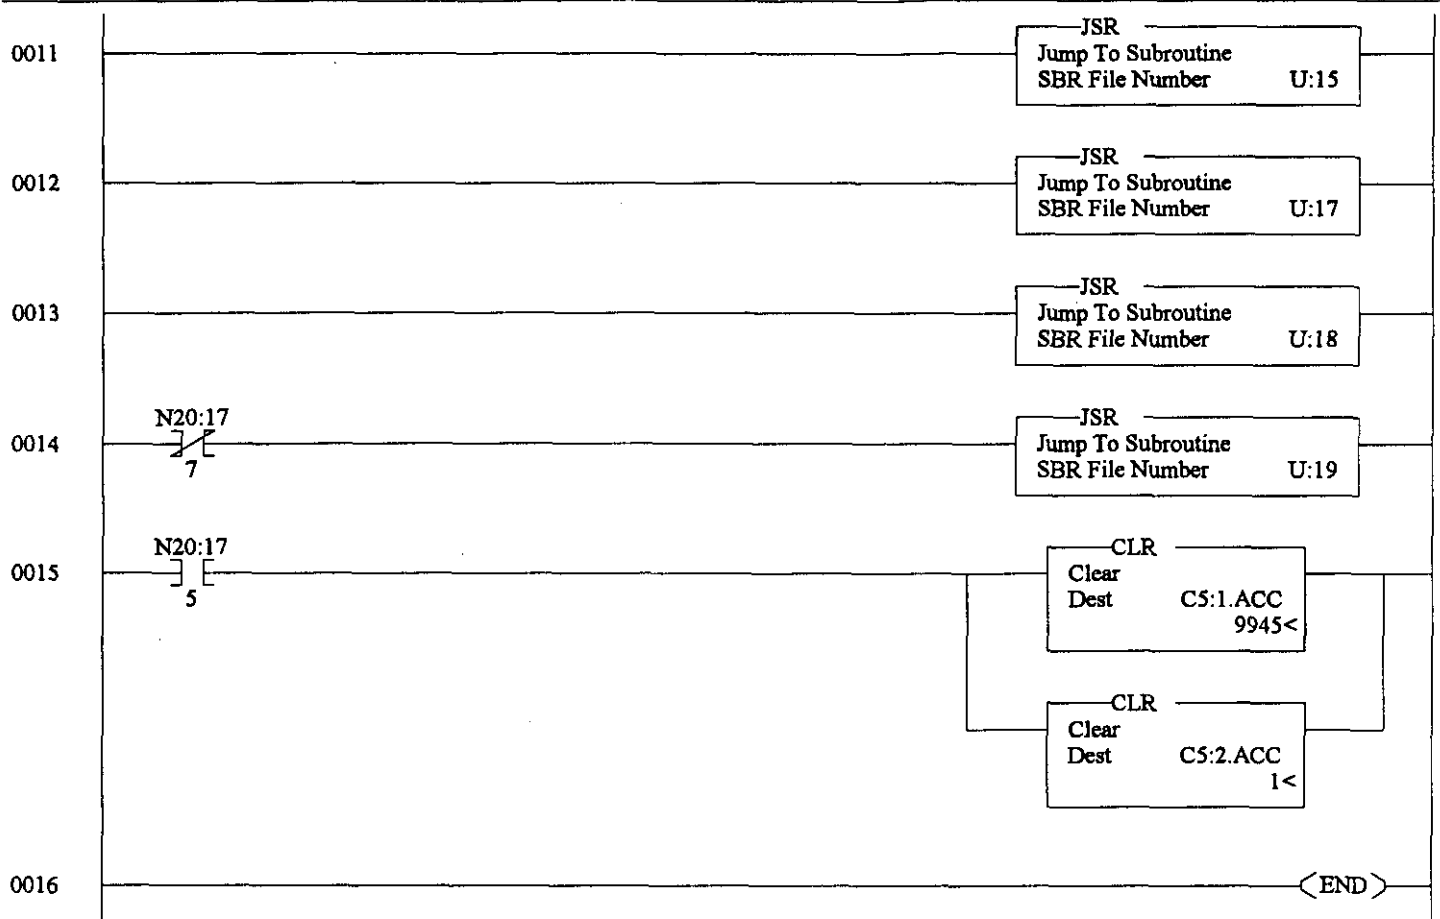 JSR
0011 Jump To Subroutine
SBR File Number U:15
JSR
0012 Jump To Subroutine
SBR File Number U:17
JSR
0013 Jump To Subroutine
SBR File Number U:18
N20:17 JSR
0014 Jump To Subroutine
7 SBR File Number U:19
N20:17 CLR
0015 Clear
5 Dest C5:1.ACC
9945<
CLR
Clear
Dest C5:2.ACC
1<
0016 END